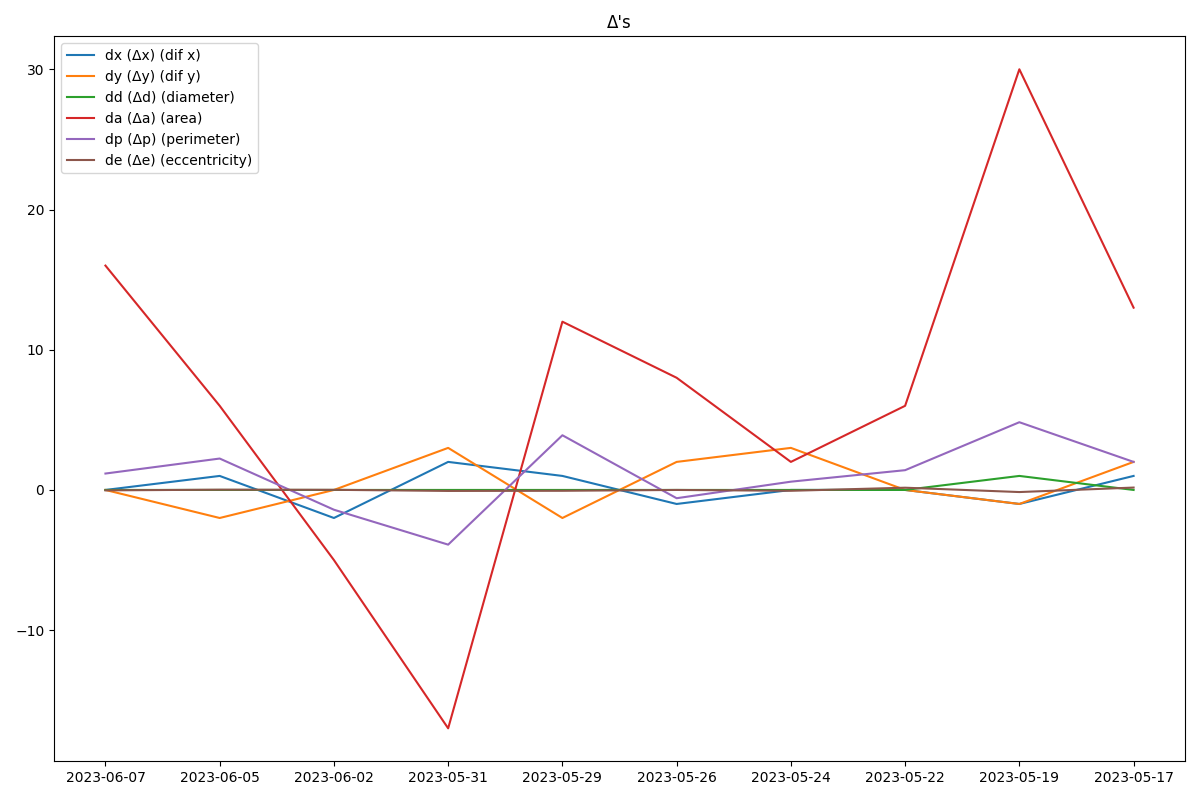 Δ's
dx (Δx) (dif x)
dy (Δy) (dif y)
dd (Δd) (diameter)
da (Δa) (area)
dp (Δp) (perimeter)
de (Δe) (eccentricity)
30
20
10
0
−10
2023-06-07 2023-06-05 2023-06-02 2023-05-31 2023-05-29 2023-05-26 2023-05-24 2023-05-22 2023-05-19 2023-05-17